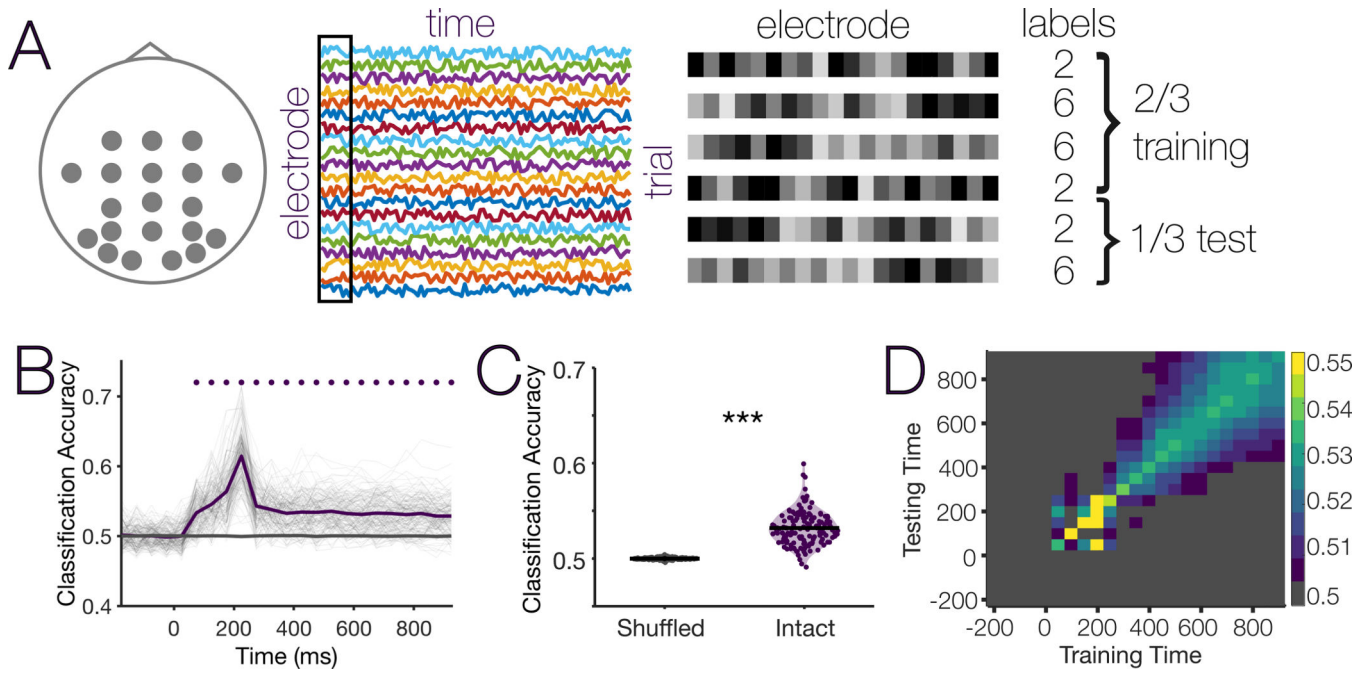 A
time
electrode
electrode
trial
labels
2
6
6
2
2
6
2/3
training
1/3 test
B
Classification Accuracy
0.7
0.6
0.5
0.4
0 200 400 600 800
Time (ms)
C
Classification Accuracy
0.7
0.6
0.5
***
Shuffled Intact
D
Testing Time
800
600
400
200
0
-200
-200 0 200 400 600 800
Training Time
0.55
0.54
0.53
0.52
0.51
0.5